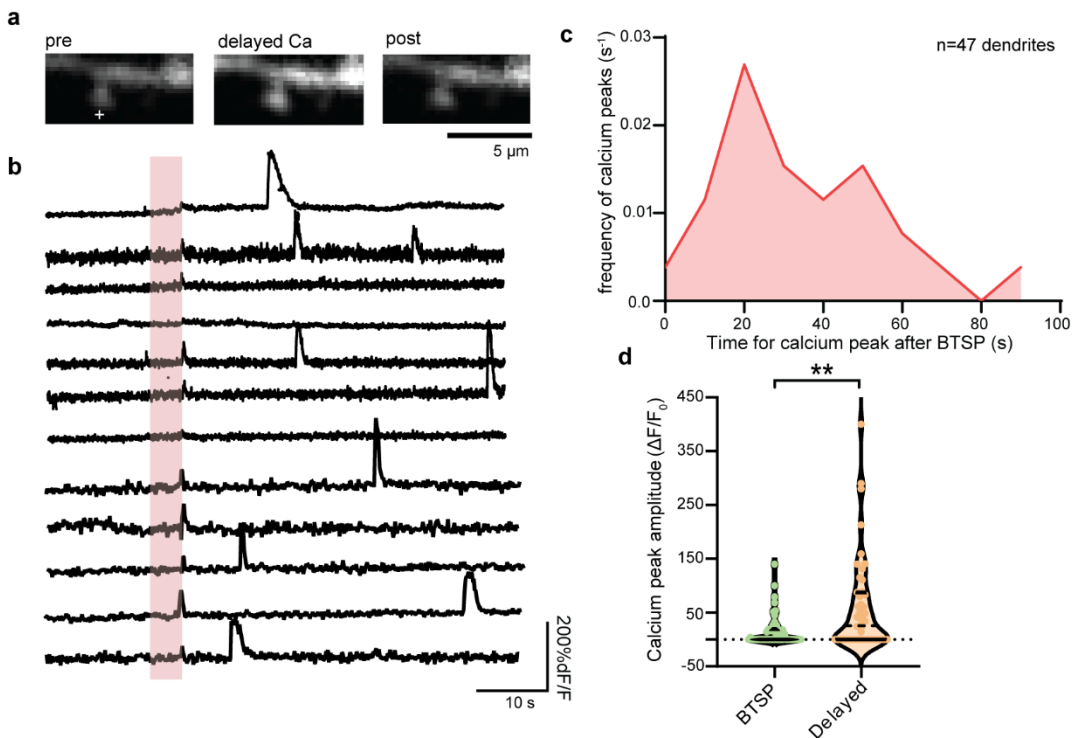 a
pre
delayed Ca
post
+
5 µm
b
200%dF/F
10 s
c
n=47 dendrites
frequency of calcium peaks (s⁻¹)
0.03
0.02
0.01
0.0
0 20 40 60 80 100
Time for calcium peak after BTSP (s)
d
**
Calcium peak amplitude (ΔF/F₀)
450
350
250
150
50
-50
BTSP
Delayed